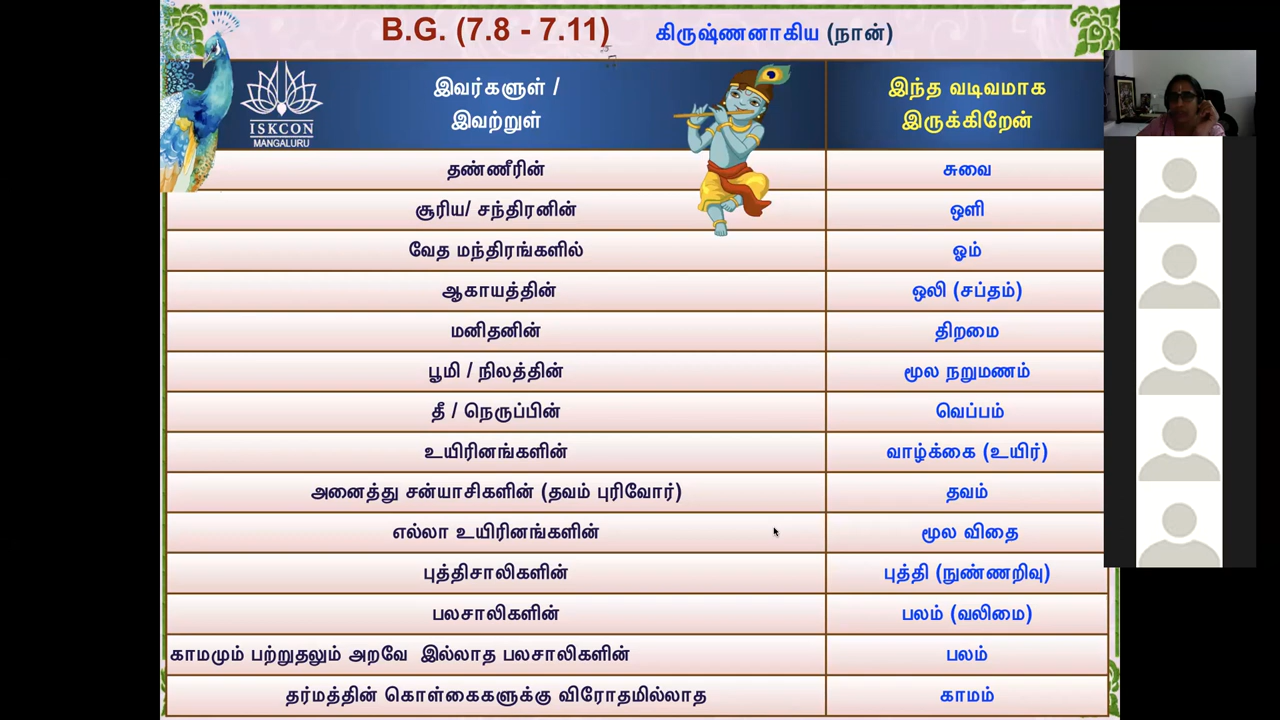 B.G. (7.8 - 7.11) கிருஷ்ணனாகிய (நான்)
இவர்களுள் /
இவற்றுள்
இந்த வடிவமாக
இருக்கிறேன்
ISKCON
MANGALURU
தண்ணீரின் சுவை
சூரிய/ சந்திரனின் ஒளி
வேத மந்திரங்களில் ஓம்
ஆகாயத்தின் ஒலி (சப்தம்)
மனிதனின் திறமை
பூமி / நிலத்தின் மூல நறுமணம்
தீ / நெருப்பின் வெப்பம்
உயிரினங்களின் வாழ்க்கை (உயிர்)
அனைத்து சன்யாசிகளின் (தவம் புரிவோர்) தவம்
எல்லா உயிரினங்களின் மூல விதை
புத்திசாலிகளின் புத்தி (நுண்ணறிவு)
பலசாலிகளின் பலம் (வலிமை)
காமமும் பற்றுதலும் அறவே இல்லாத பலசாலிகளின் பலம்
தர்மத்தின் கொள்கைகளுக்கு விரோதமில்லாத காமம்